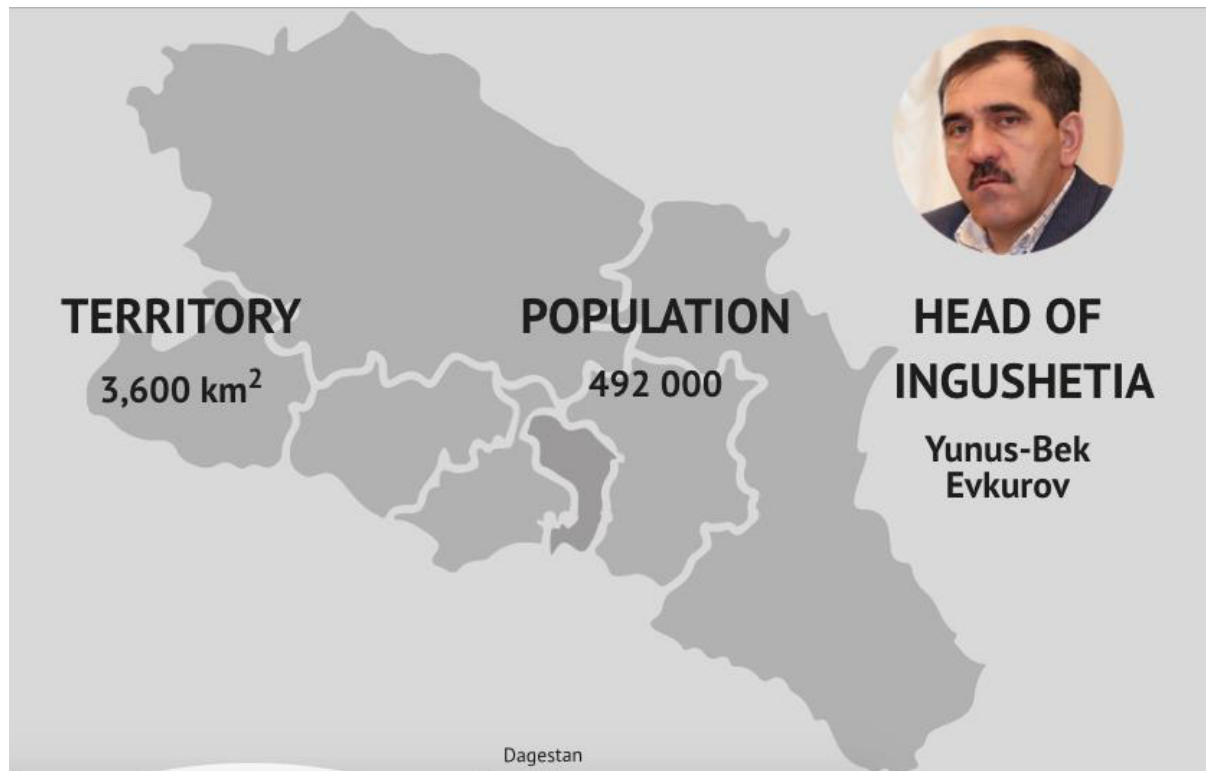 TERRITORY
3,600 km²
POPULATION
492 000
HEAD OF
INGUSHETIA
Yunus-Bek
Evkurov
Dagestan